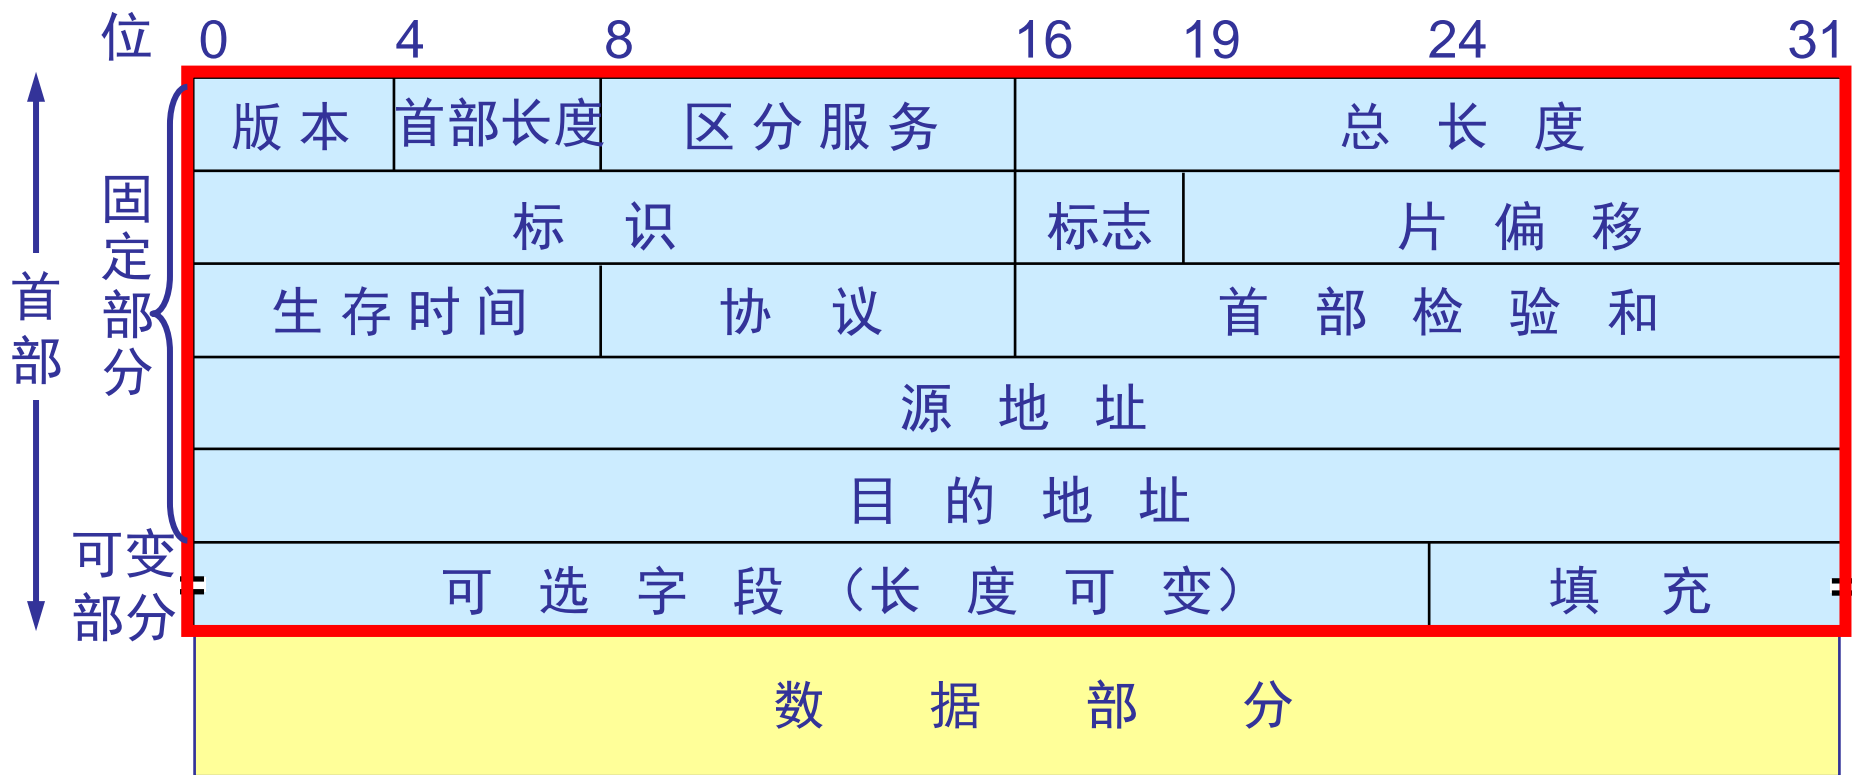 位 0 4 8 16 19 24 31
版 本 首部长度 区 分 服 务 总 长 度
标 识 标志 片 偏 移
生 存 时 间 协 议 首 部 检 验 和
源 地 址
目 的 地 址
可 选 字 段 （长 度 可 变） 填 充
数 据 部 分
首部
固定部分
可变
部分